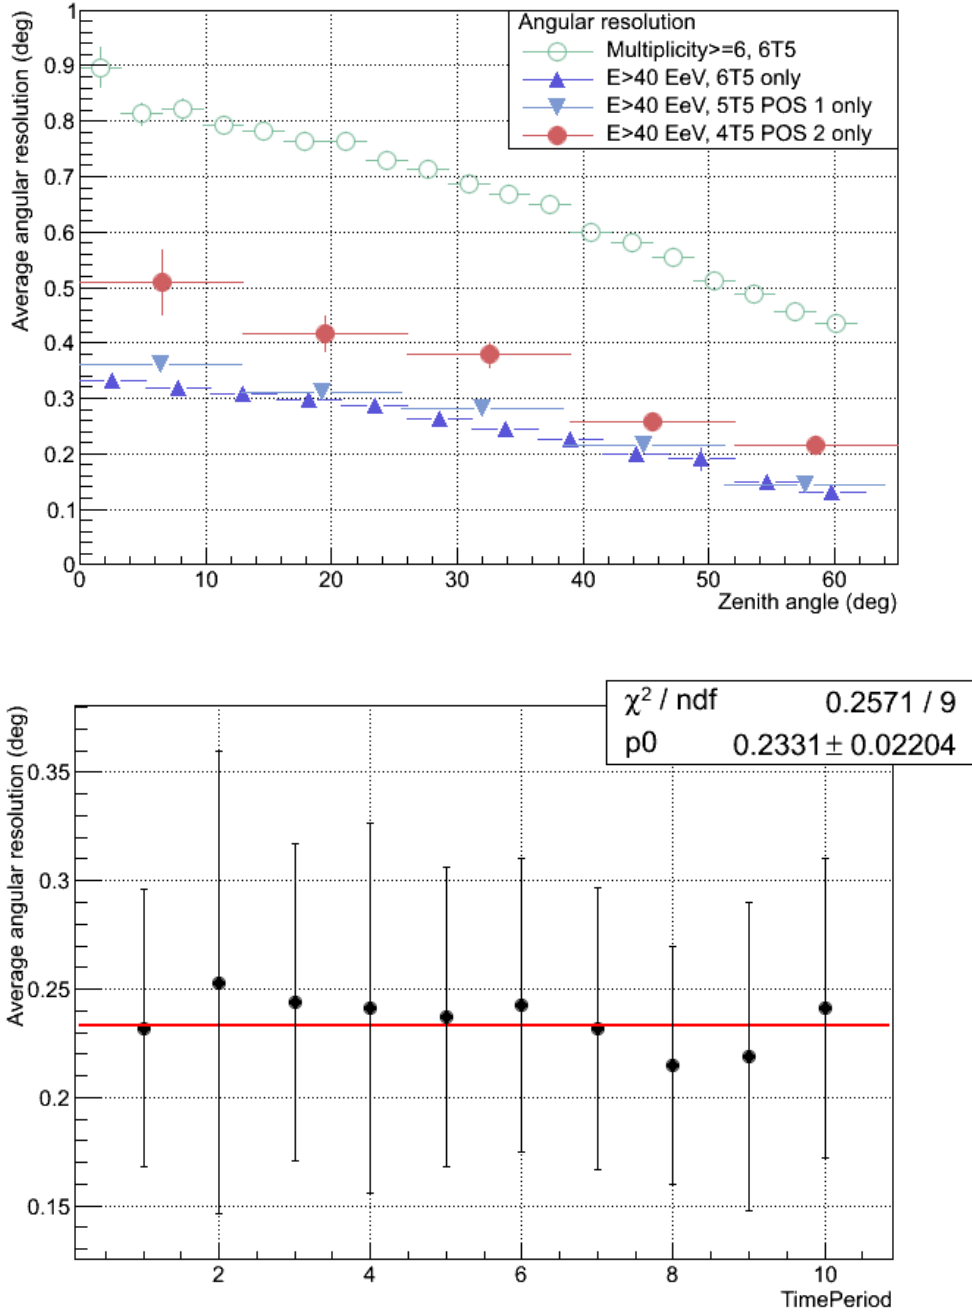 Angular resolution
Multiplicity>=6, 6T5
E>40 EeV, 6T5 only
E>40 EeV, 5T5 POS 1 only
E>40 EeV, 4T5 POS 2 only
Average angular resolution (deg)
1
0.9
0.8
0.7
0.6
0.5
0.4
0.3
0.2
0.1
0
0 10 20 30 40 50 60
Zenith angle (deg)
χ² / ndf 0.2571 / 9
p0 0.2331 ± 0.02204
Average angular resolution (deg)
0.35
0.3
0.25
0.2
0.15
2 4 6 8 10
TimePeriod